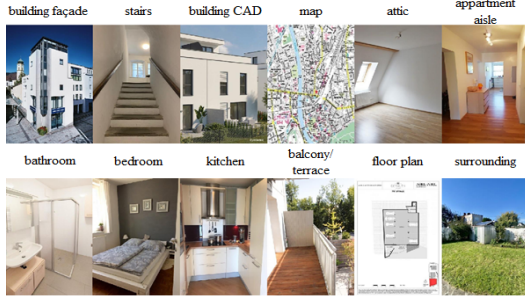 building façade
stairs
building CAD
map
attic
appartment
aisle
bathroom
bedroom
kitchen
balcony/
terrace
floor plan
surrounding